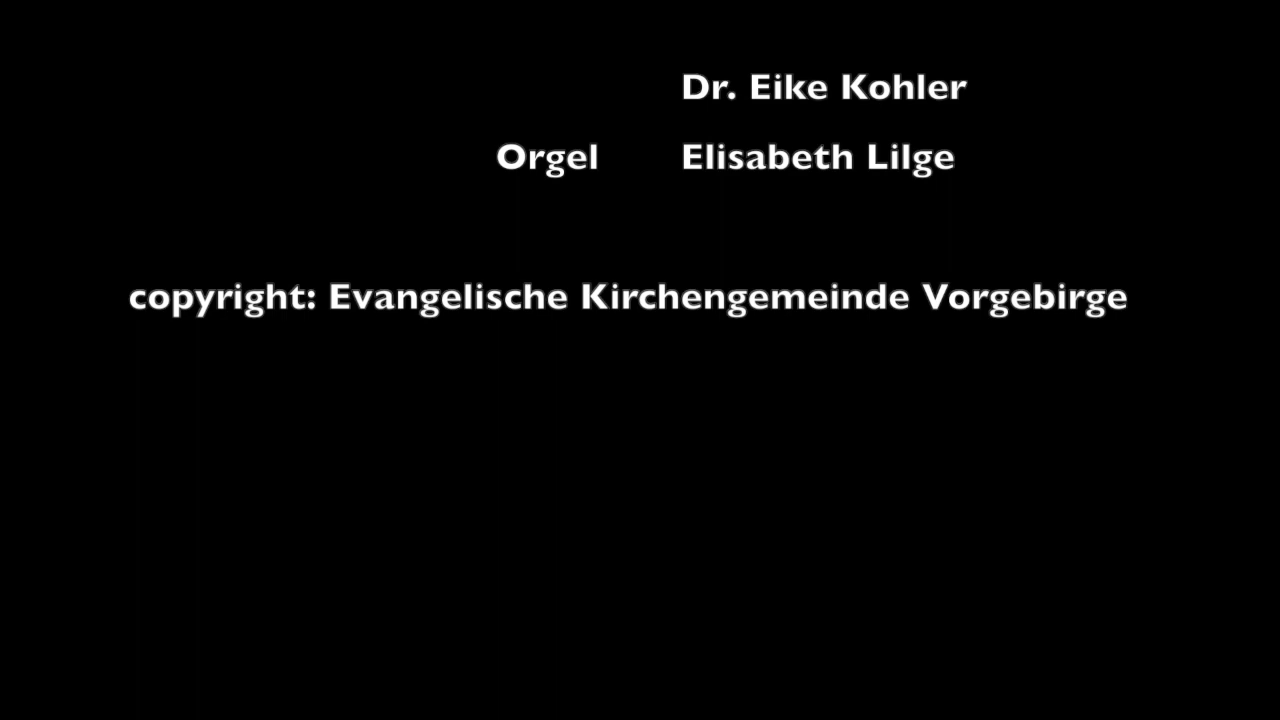 Dr. Eike Kohler
Orgel Elisabeth Lilge
copyright: Evangelische Kirchengemeinde Vorgebirge